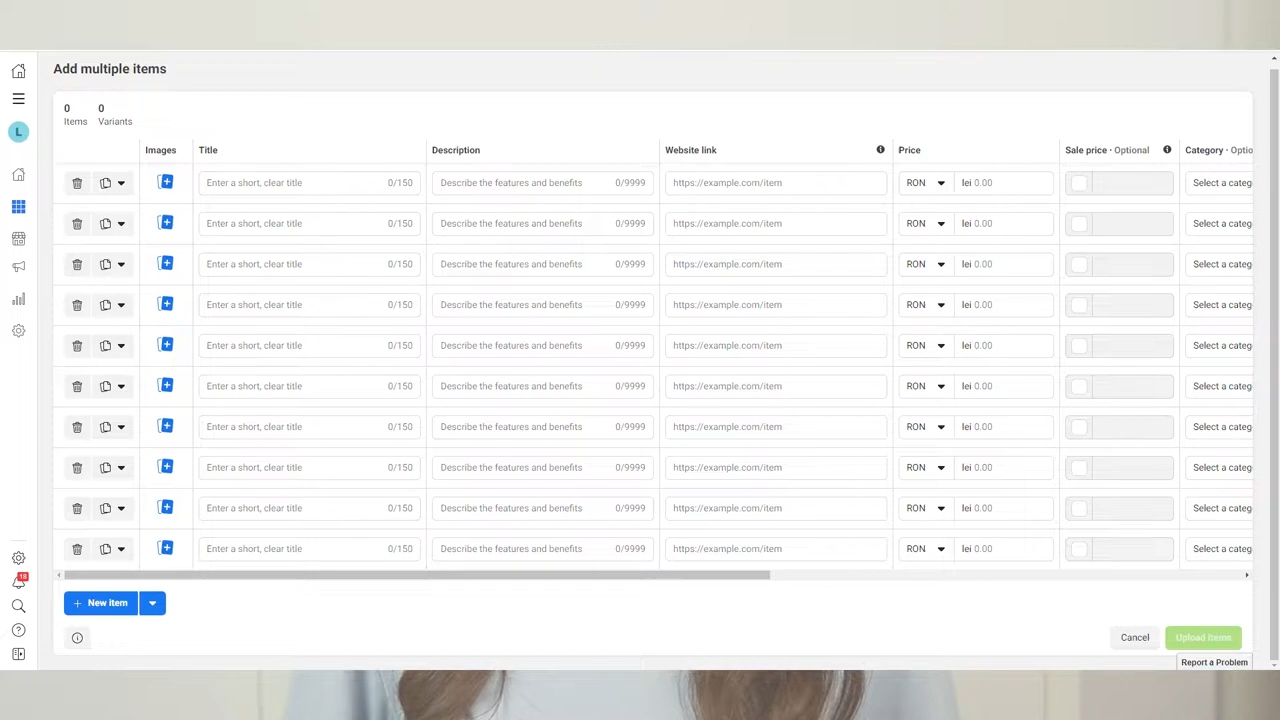 Add multiple items
0 0
Items Variants
L
Images Title Description Website link Price Sale price · Optional Category · Optio
Enter a short, clear title 0/150 Describe the features and benefits 0/9999 https://example.com/item RON lei 0.00 Select a categ
Enter a short, clear title 0/150 Describe the features and benefits 0/9999 https://example.com/item RON lei 0.00 Select a categ
Enter a short, clear title 0/150 Describe the features and benefits 0/9999 https://example.com/item RON lei 0.00 Select a categ
Enter a short, clear title 0/150 Describe the features and benefits 0/9999 https://example.com/item RON lei 0.00 Select a categ
Enter a short, clear title 0/150 Describe the features and benefits 0/9999 https://example.com/item RON lei 0.00 Select a categ
Enter a short, clear title 0/150 Describe the features and benefits 0/9999 https://example.com/item RON lei 0.00 Select a categ
Enter a short, clear title 0/150 Describe the features and benefits 0/9999 https://example.com/item RON lei 0.00 Select a categ
Enter a short, clear title 0/150 Describe the features and benefits 0/9999 https://example.com/item RON lei 0.00 Select a categ
Enter a short, clear title 0/150 Describe the features and benefits 0/9999 https://example.com/item RON lei 0.00 Select a categ
Enter a short, clear title 0/150 Describe the features and benefits 0/9999 https://example.com/item RON lei 0.00 Select a categ
18
+ New item
Cancel Upload items
Report a Problem